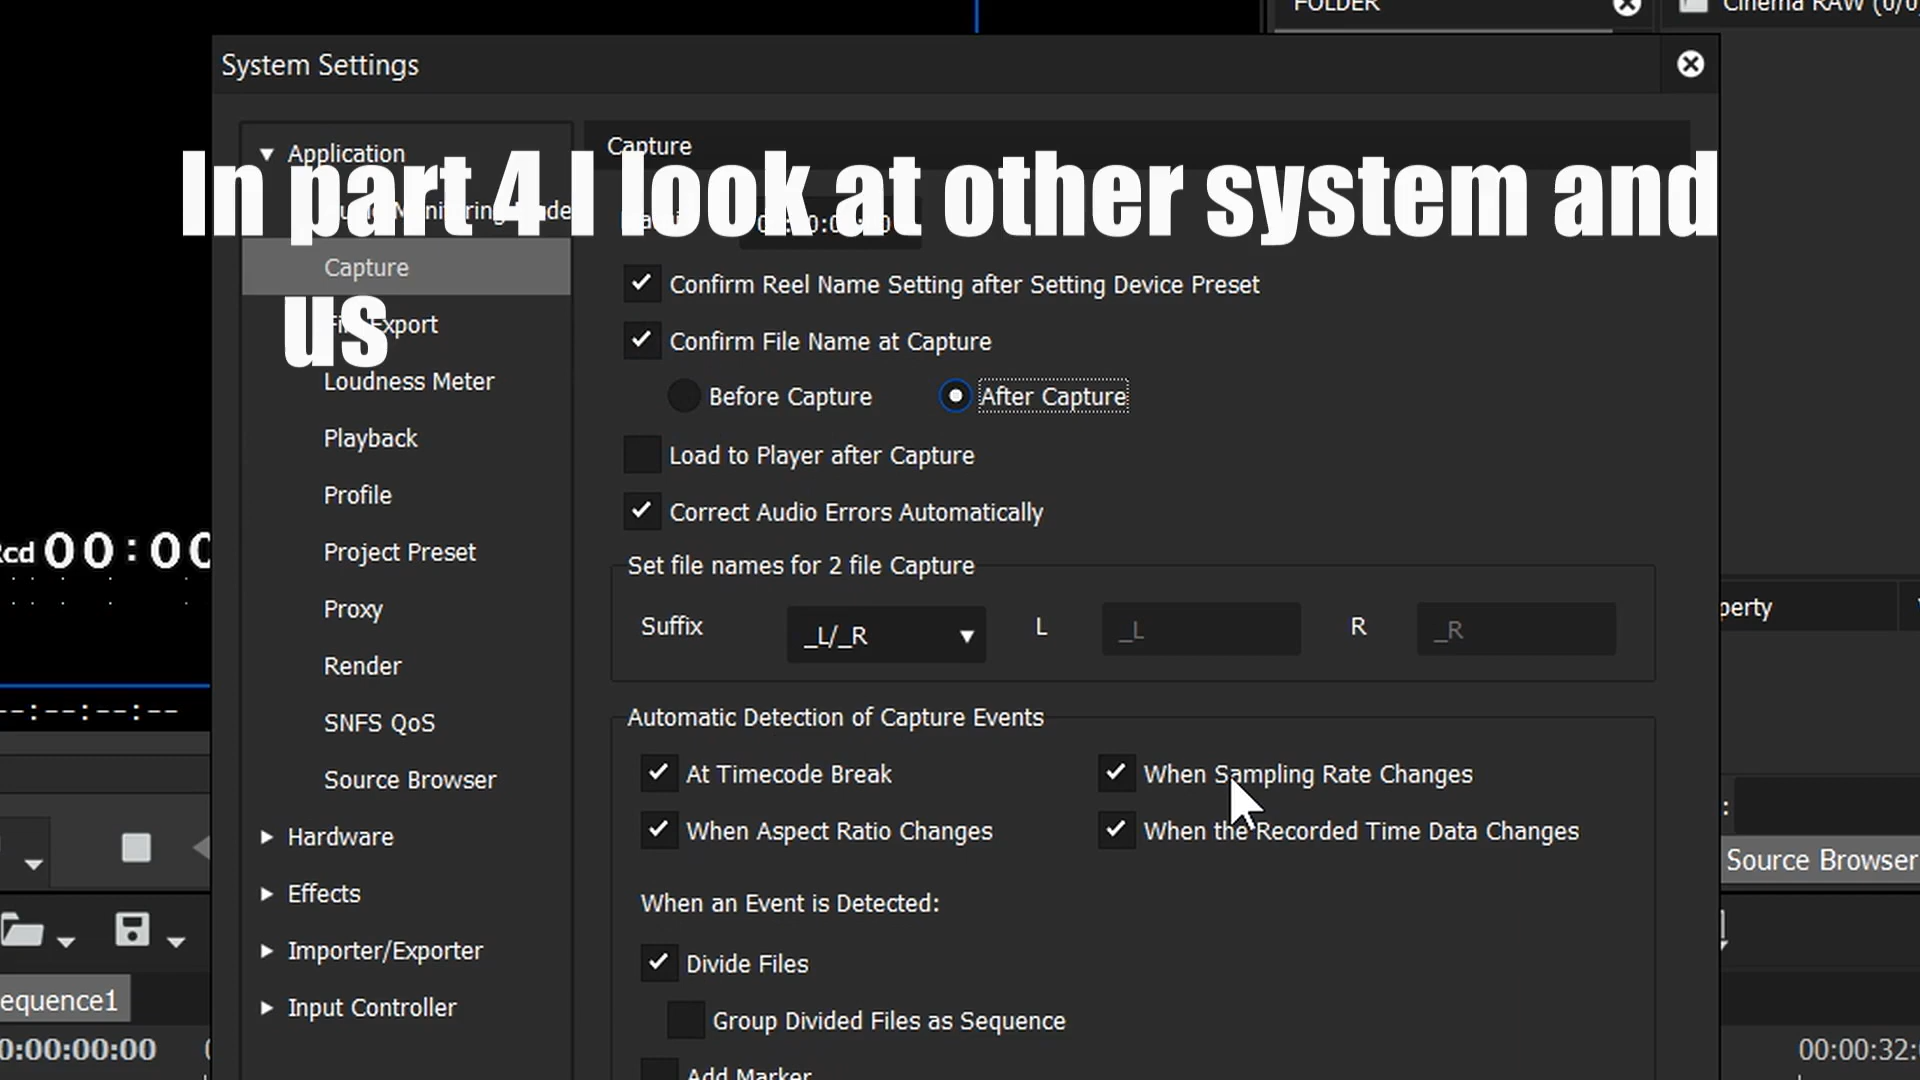 FOLDER
Cinema RAW (0/0
System Settings
Application
Capture
In part 4 I look at other system and
us
Capture
Confirm Reel Name Setting after Setting Device Preset
Export
Confirm File Name at Capture
Loudness Meter
Before Capture
After Capture
Playback
Load to Player after Capture
Profile
Correct Audio Errors Automatically
Rcd 00:00
Project Preset
Set file names for 2 file Capture
Proxy
Suffix
_L/_R
L
_L
R
_R
perty
Render
--:--:--:--
SNFS QoS
Automatic Detection of Capture Events
Source Browser
At Timecode Break
When Sampling Rate Changes
Hardware
When Aspect Ratio Changes
When the Recorded Time Data Changes
Source Browser
Effects
When an Event is Detected:
Importer/Exporter
Divide Files
equence1
Input Controller
Group Divided Files as Sequence
0:00:00:00
00:00:32:
Add Marker